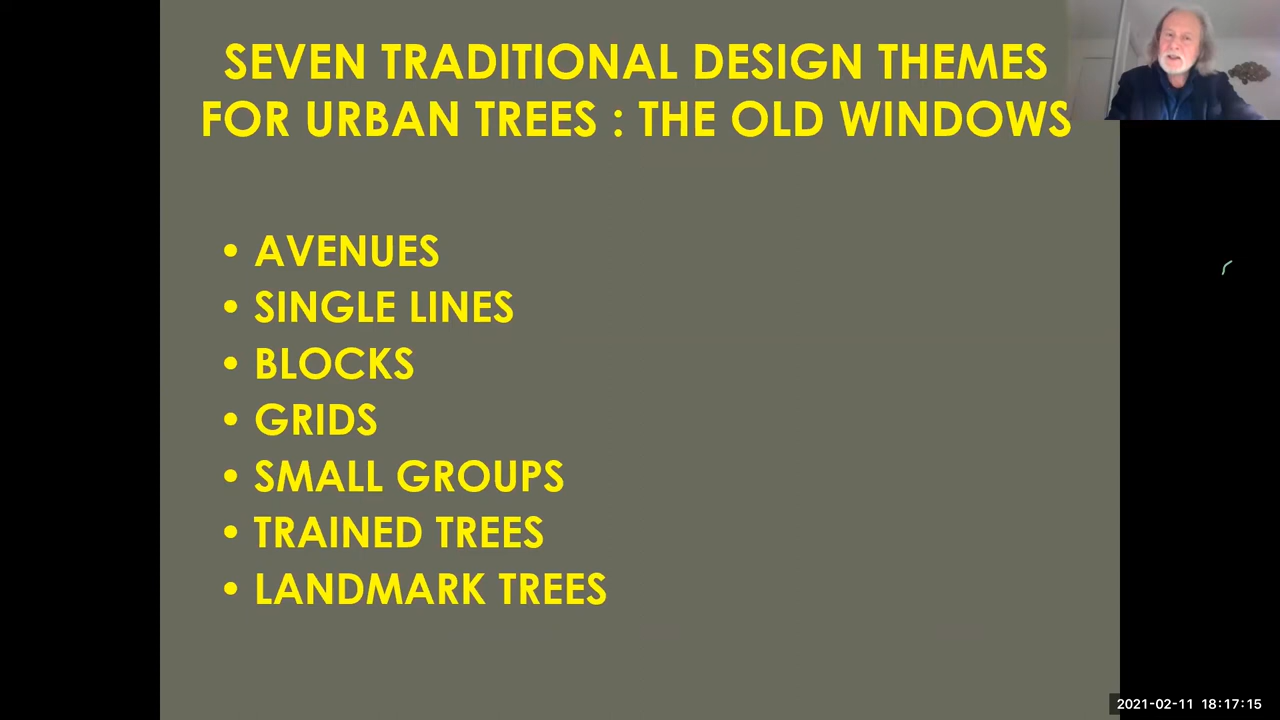 SEVEN TRADITIONAL DESIGN THEMES
FOR URBAN TREES : THE OLD WINDOWS
• AVENUES
• SINGLE LINES
• BLOCKS
• GRIDS
• SMALL GROUPS
• TRAINED TREES
• LANDMARK TREES
2021-02-11 18:17:15